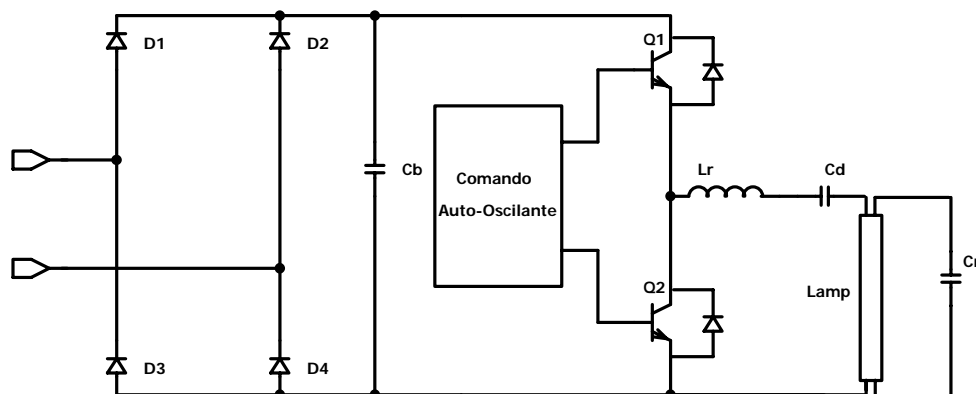 D1
D2
Q1
Cb
Comando
Auto-Oscilante
Lr
Cd
Q2
Lamp
D3
D4